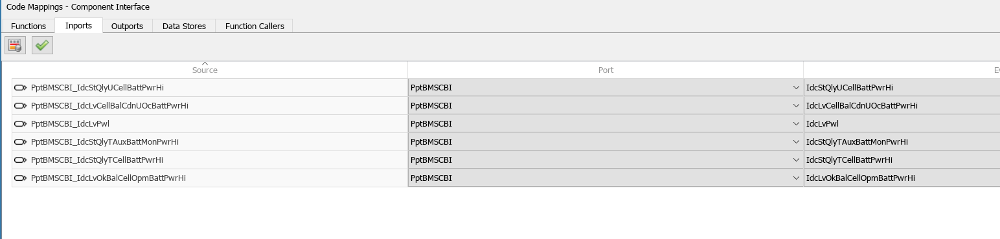 Code Mappings - Component Interface
Functions Inports Outports Data Stores Function Callers
Source Port
PptBMSCBI_IdcStQlyUCellBattPwrHi PptBMSCBI IdcStQlyUCellBattPwrHi
PptBMSCBI_IdcLvCellBalCdnUOcBattPwrHi PptBMSCBI IdcLvCellBalCdnUOcBattPwrHi
PptBMSCBI_IdcLvPwl PptBMSCBI IdcLvPwl
PptBMSCBI_IdcStQlyTAuxBattMonPwrHi PptBMSCBI IdcStQlyTAuxBattMonPwrHi
PptBMSCBI_IdcStQlyTCellBattPwrHi PptBMSCBI IdcStQlyTCellBattPwrHi
PptBMSCBI_IdcLvOkBalCellOpmBattPwrHi PptBMSCBI IdcLvOkBalCellOpmBattPwrHi